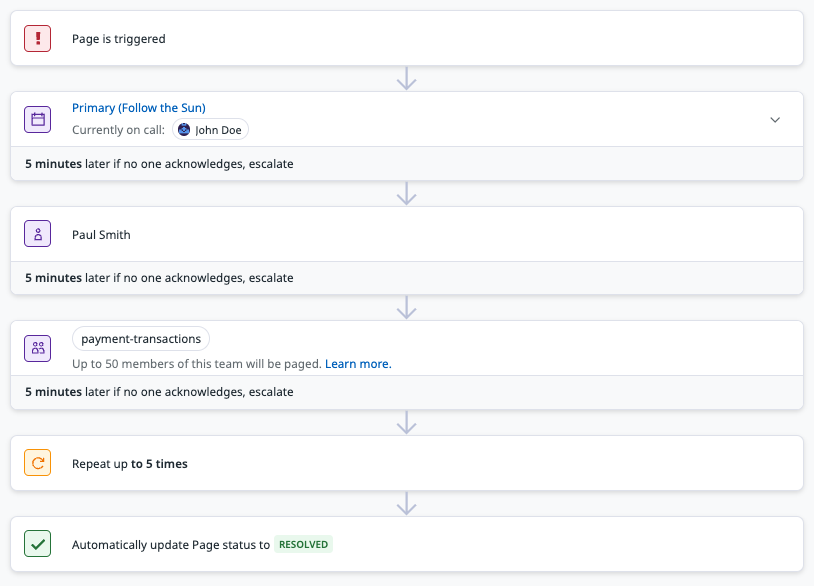 Page is triggered
Primary (Follow the Sun)
Currently on call: John Doe
5 minutes later if no one acknowledges, escalate
Paul Smith
5 minutes later if no one acknowledges, escalate
payment-transactions
Up to 50 members of this team will be paged. Learn more.
5 minutes later if no one acknowledges, escalate
Repeat up to 5 times
Automatically update Page status to RESOLVED